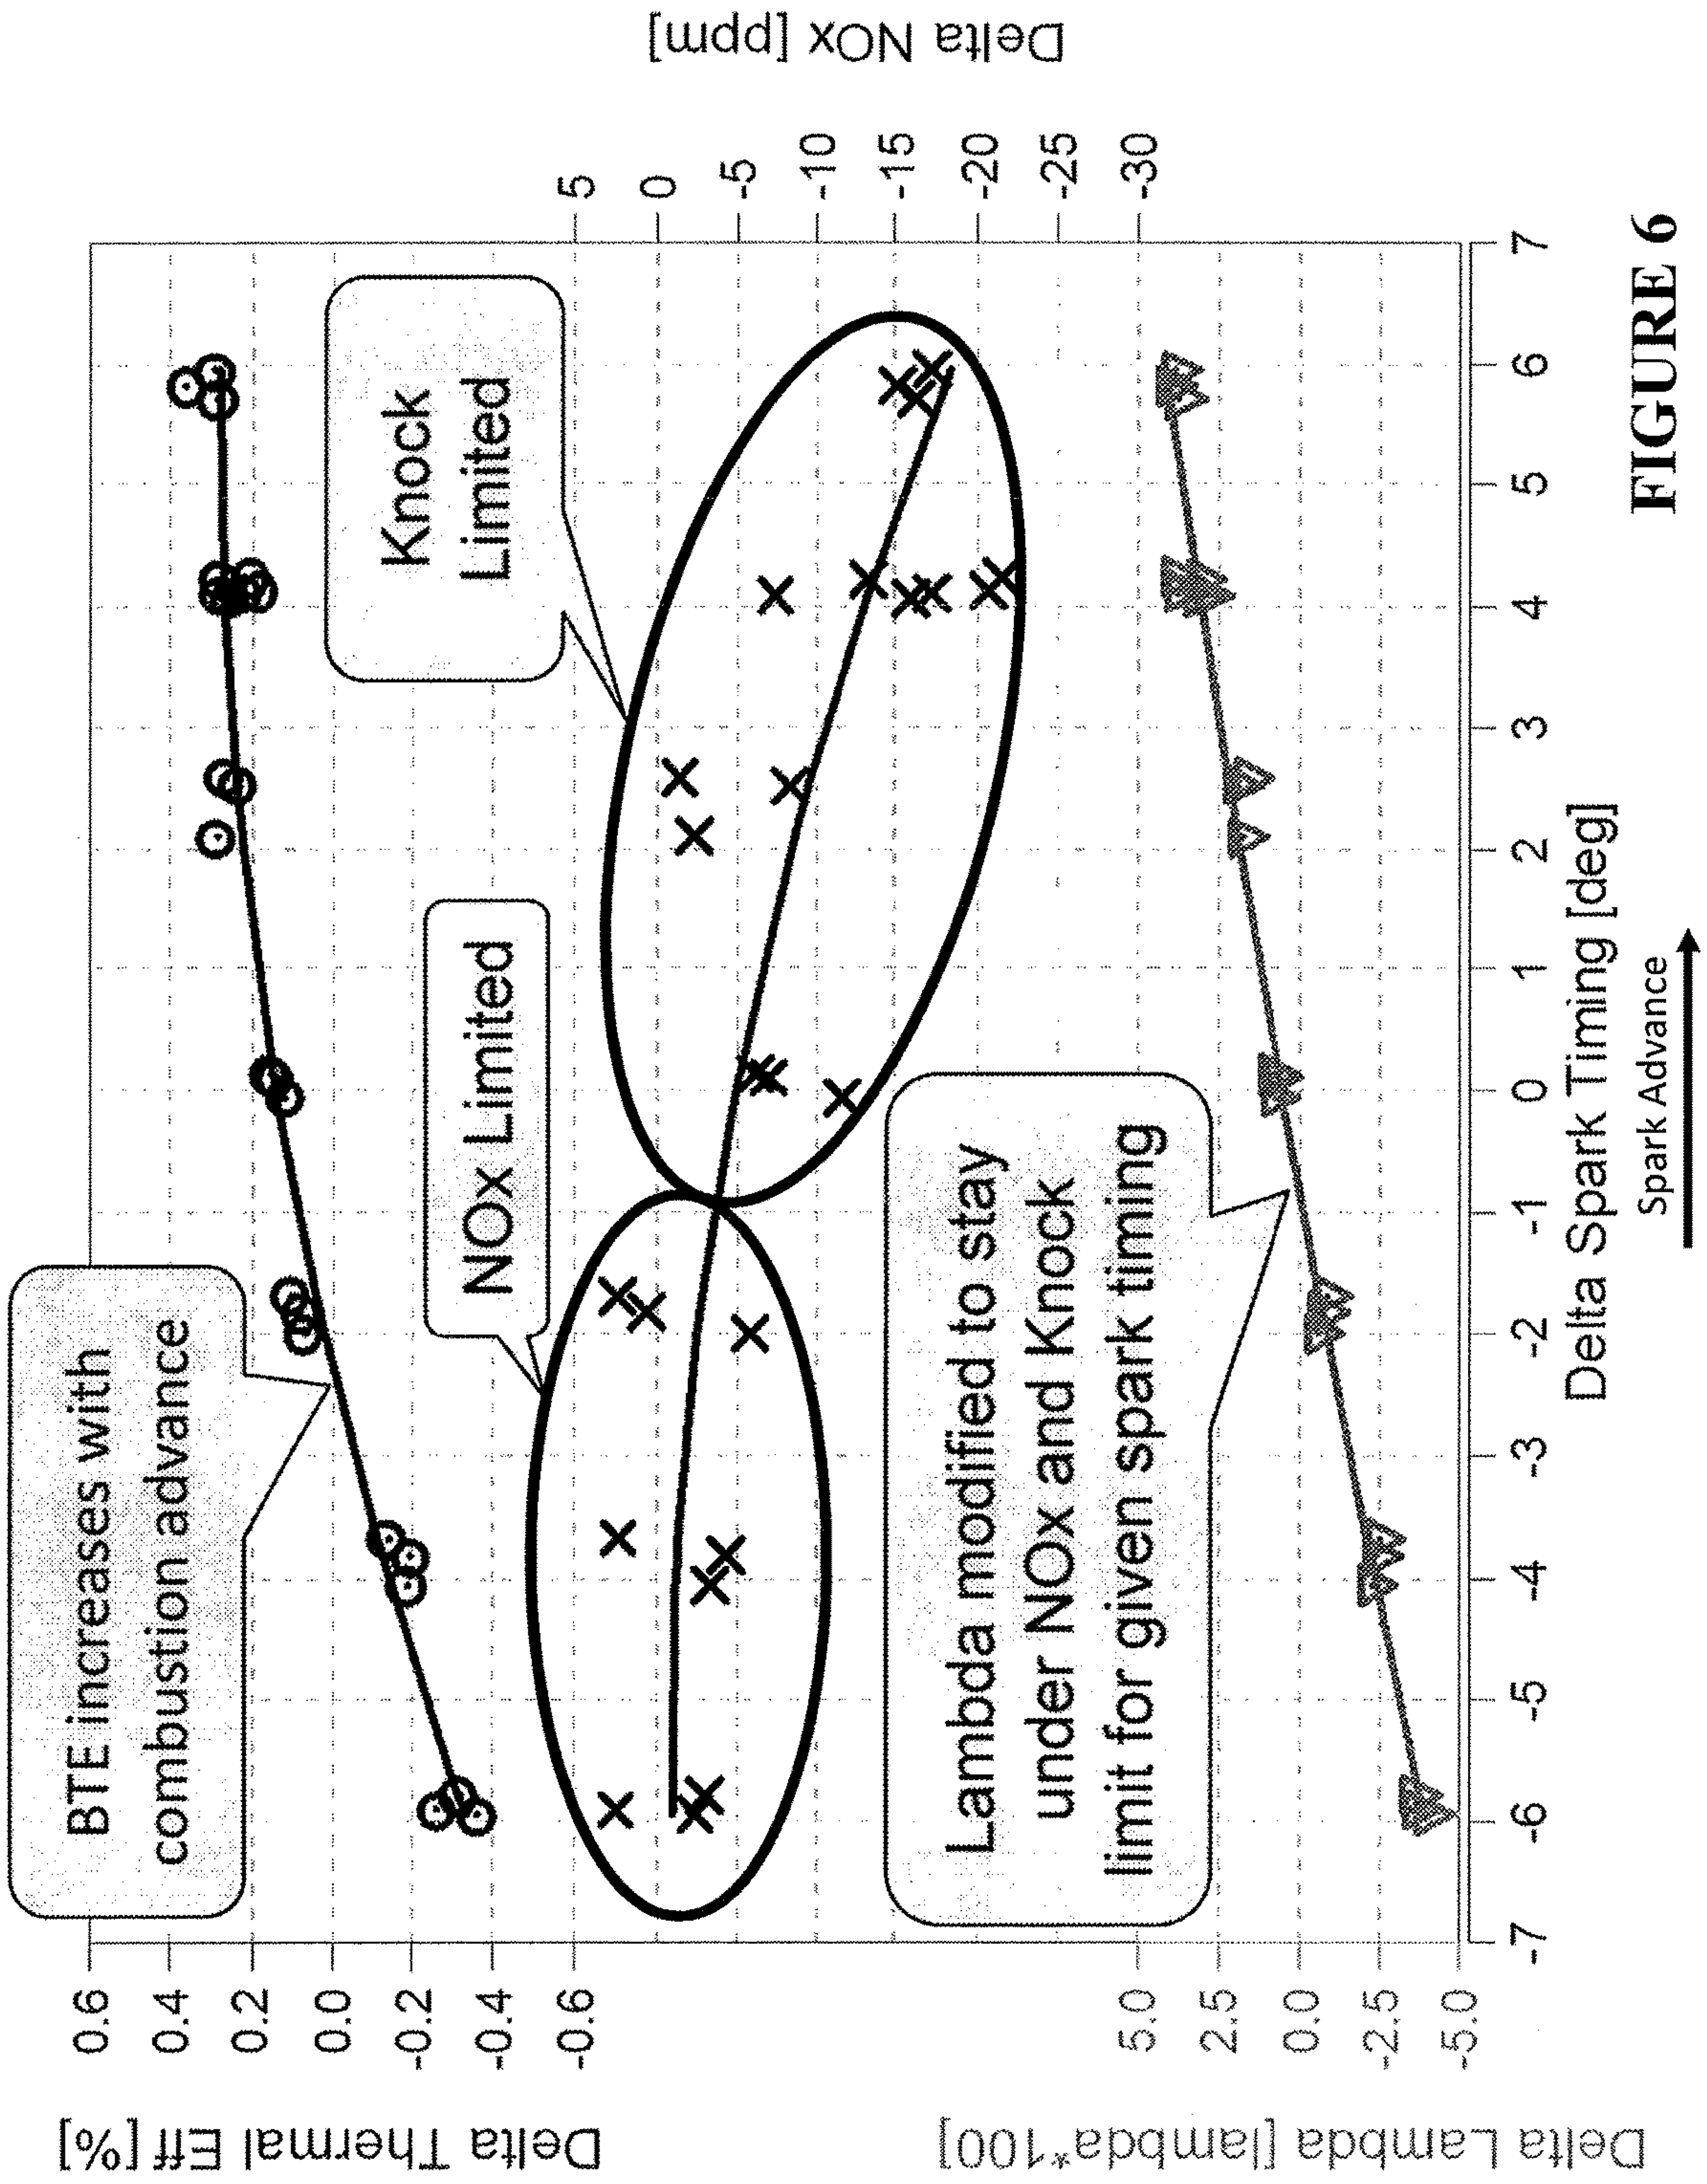 BTE increases with
combustion advance
Knock
Limited
NOx Limited
Lambda modified to stay
under NOx and Knock
limit for given spark timing
Delta Thermal Eff [%]
0.6
0.4
0.2
0.0
-0.2
-0.4
-0.6
Delta NOx [ppm]
5
0
-5
-10
-15
-20
-25
-30
Delta Lambda [lambda*100]
5.0
2.5
0.0
-2.5
-5.0
-7 -6 -5 -4 -3 -2 -1 0 1 2 3 4 5 6 7
Delta Spark Timing [deg]
Spark Advance
FIGURE 6